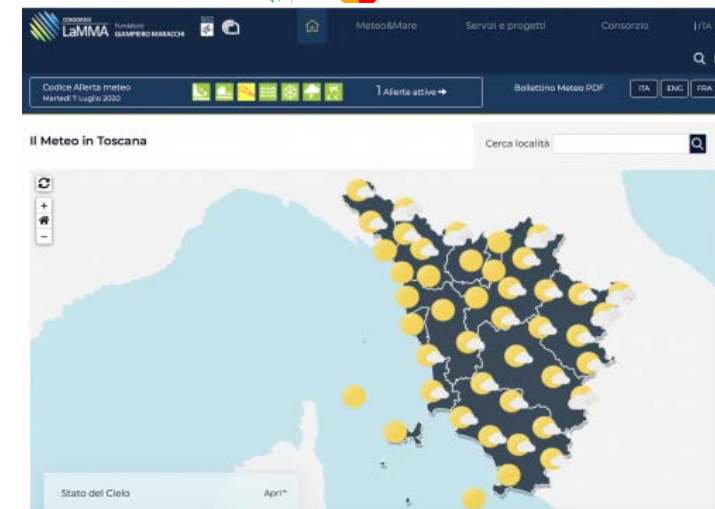 CONSORZIO
LaMMA
fondazione
GIAMPIERO MARACCHI
Meteo&Mare
Servizi e progetti
Consorzio
| ITA
Codice Allerta meteo
Martedì 7 Luglio 2020
1 Allerte attive →
Bollettino Meteo PDF
ITA
ENG
FRA
Il Meteo in Toscana
Cerca località
+
−
Stato del Cielo
Apri^